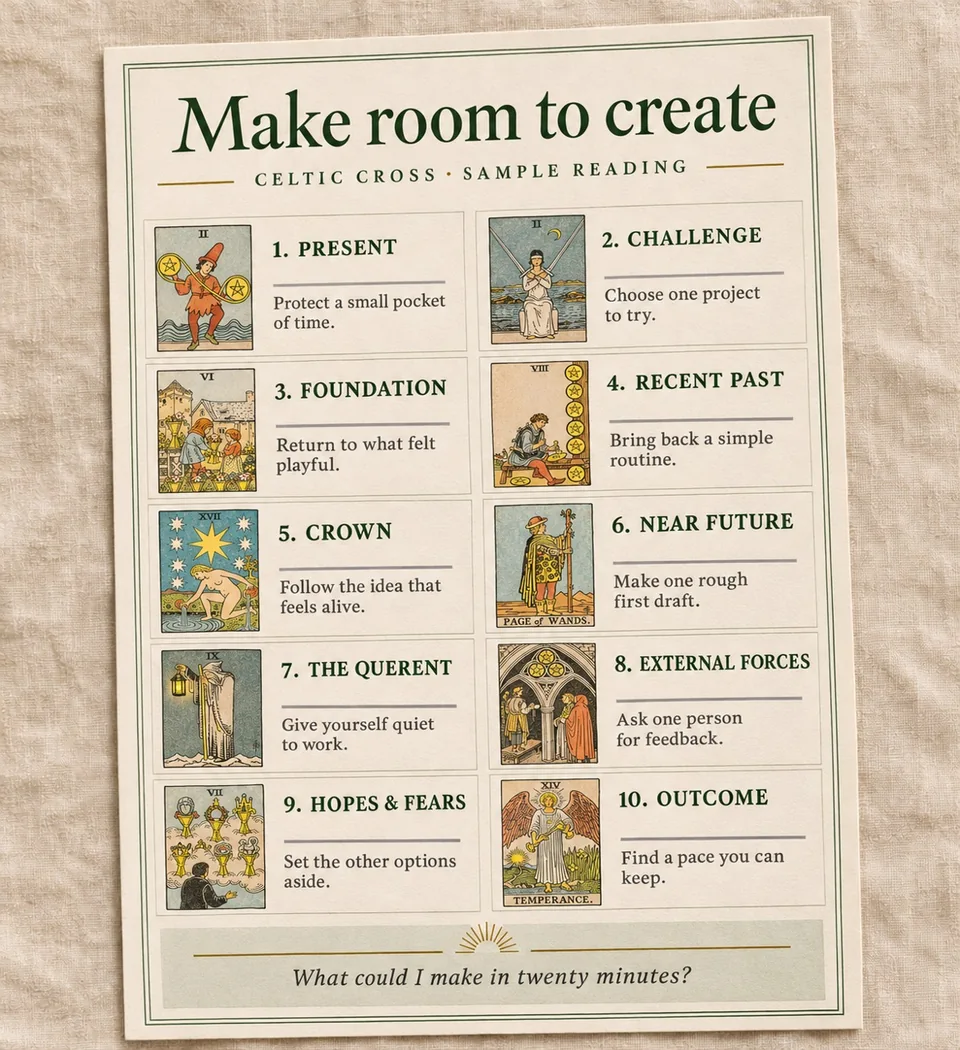 Make room to create
CELTIC CROSS · SAMPLE READING
II
1. PRESENT
Protect a small pocket
of time.
II
2. CHALLENGE
Choose one project
to try.
VI
3. FOUNDATION
Return to what felt
playful.
VIII
4. RECENT PAST
Bring back a simple
routine.
XVII
5. CROWN
Follow the idea that
feels alive.
6. NEAR FUTURE
Make one rough
first draft.
PAGE of WANDS.
IX
7. THE QUERENT
Give yourself quiet
to work.
8. EXTERNAL FORCES
Ask one person
for feedback.
VII
9. HOPES & FEARS
Set the other options
aside.
XIV
10. OUTCOME
Find a pace you can
keep.
TEMPERANCE.
What could I make in twenty minutes?